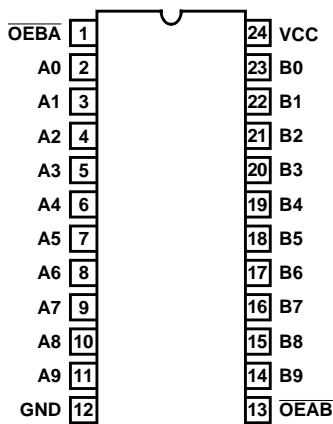 OEBA 1 24 VCC
A0 2 23 B0
A1 3 22 B1
A2 4 21 B2
A3 5 20 B3
A4 6 19 B4
A5 7 18 B5
A6 8 17 B6
A7 9 16 B7
A8 10 15 B8
A9 11 14 B9
GND 12 13 OEAB